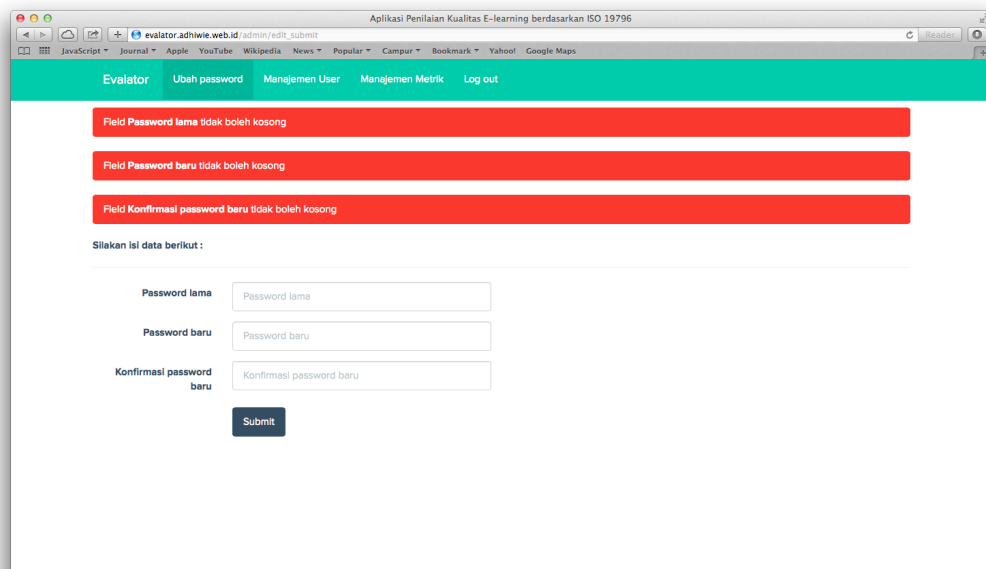 Aplikasi Penilaian Kualitas E-learning berdasarkan ISO 19796
evalator.adhiwie.web.id/admin/edit_submit Reader
JavaScript Journal Apple YouTube Wikipedia News Popular Campur Bookmark Yahoo! Google Maps
Evalator Ubah password Manajemen User Manajemen Metrik Log out
Field Password lama tidak boleh kosong
Field Password baru tidak boleh kosong
Field Konfirmasi password baru tidak boleh kosong
Silakan isi data berikut :
Password lama Password lama
Password baru Password baru
Konfirmasi password baru Konfirmasi password baru
Submit